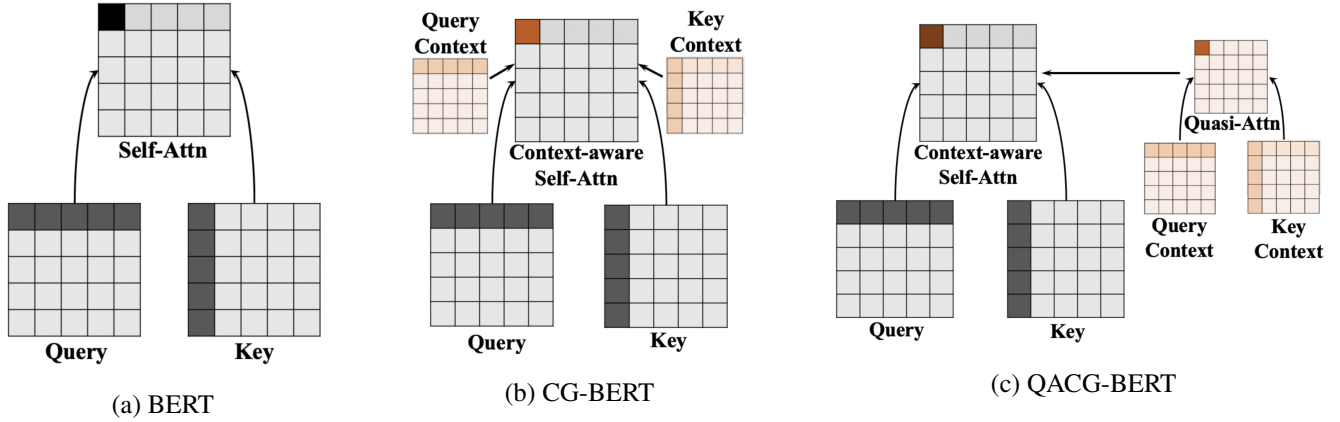 Self-Attn
Query
Key
(a) BERT
Query
Context
Key
Context
Context-aware
Self-Attn
Query
Key
(b) CG-BERT
Context-aware
Self-Attn
Quasi-Attn
Query
Context
Key
Context
Query
Key
(c) QACG-BERT